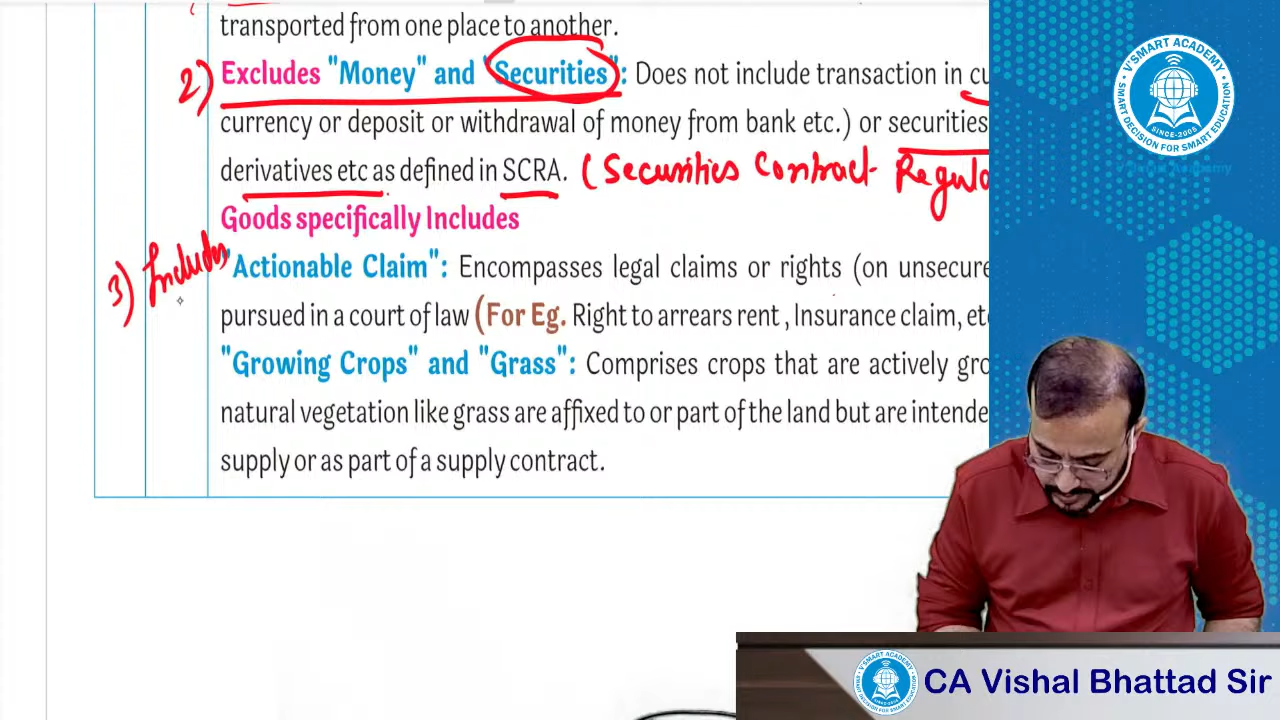 transported from one place to another.
2) Excludes "Money" and "Securities": Does not include transaction in cu
currency or deposit or withdrawal of money from bank etc.) or securities
derivatives etc as defined in SCRA. (Securities Contract Regula
Goods specifically Includes
3) Includes "Actionable Claim": Encompasses legal claims or rights (on unsecure
pursued in a court of law (For Eg. Right to arrears rent , Insurance claim, etc
"Growing Crops" and "Grass": Comprises crops that are actively gro
natural vegetation like grass are affixed to or part of the land but are intende
supply or as part of a supply contract.
V'SMART ACADEMY
SMART DECISION FOR SMART EDUCATION
SINCE-2005
V'SMART ACADEMY
CA Vishal Bhattad Sir